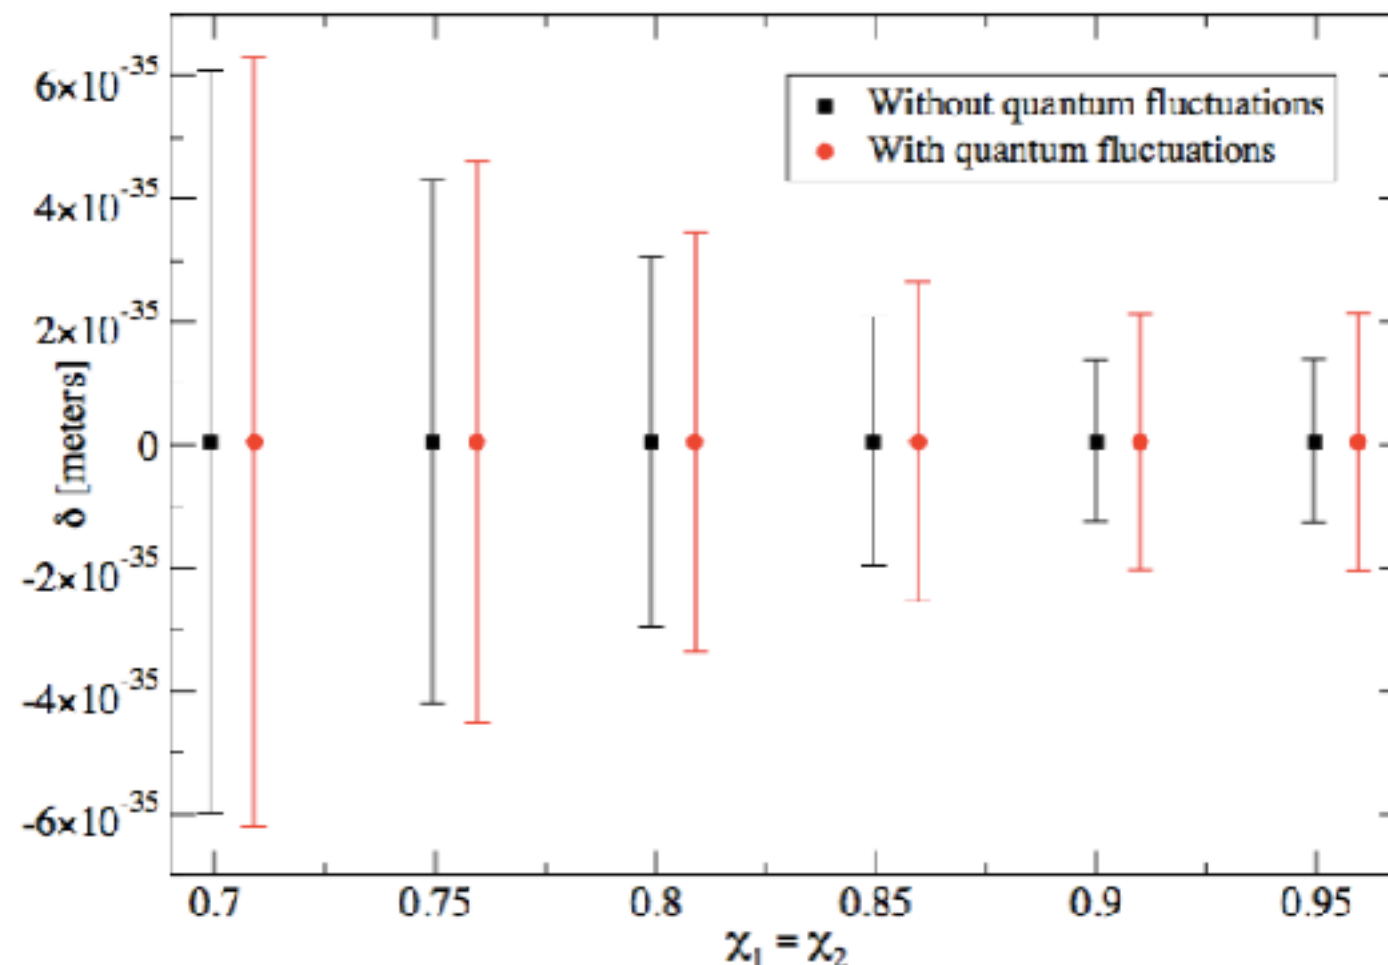 6×10^-35
4×10^-35
2×10^-35
0
-2×10^-35
-4×10^-35
-6×10^-35
δ [meters]
Without quantum fluctuations
With quantum fluctuations
0.7 0.75 0.8 0.85 0.9 0.95
χ₁ = χ₂